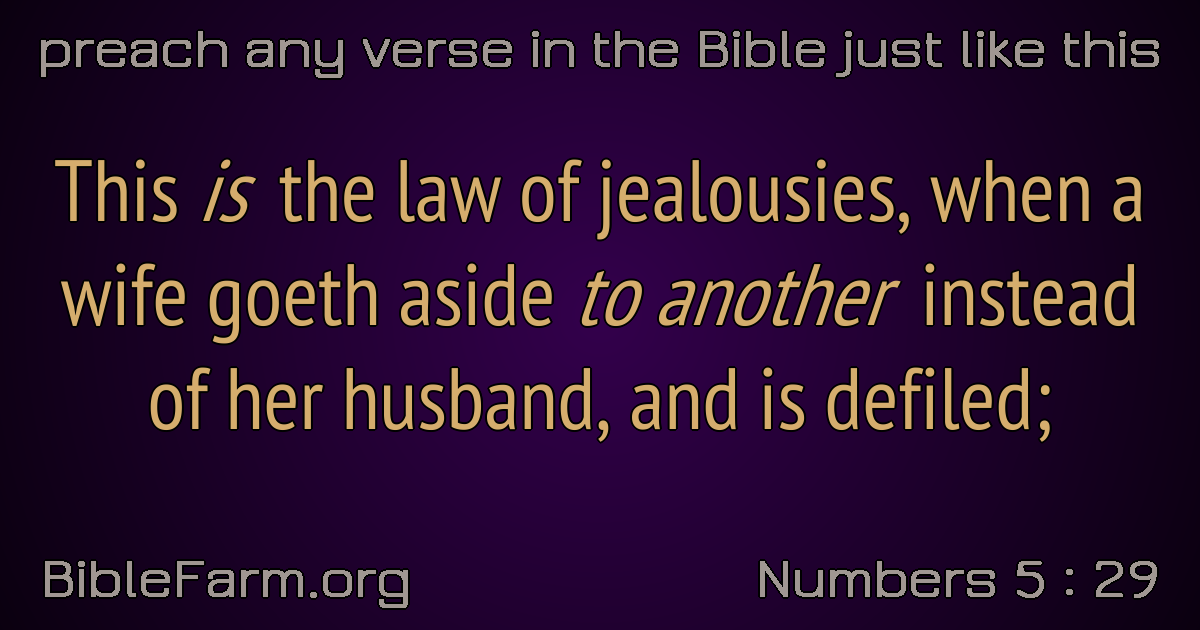 preach any verse in the Bible just like this
This is the law of jealousies, when a
wife goeth aside to another instead
of her husband, and is defiled;
BibleFarm.org
Numbers 5 : 29